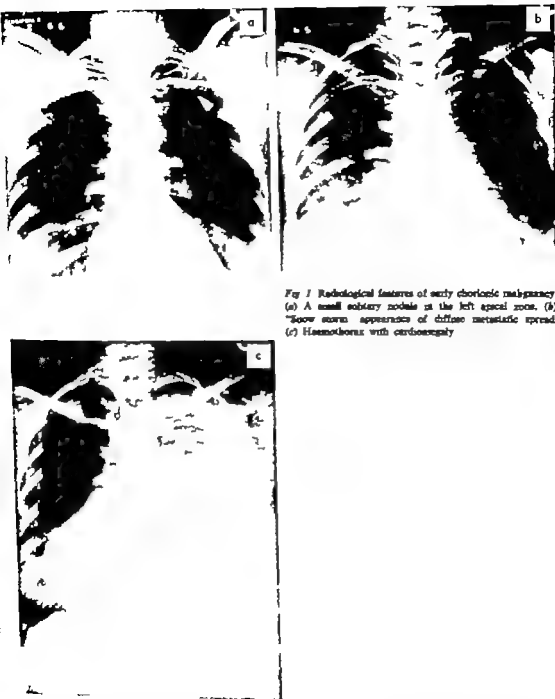 a
b
Fig 1 Radiological features of early chorionic malignancy
(a) A small solitary nodule at the left apical zone. (b)
"Snow storm appearance of diffuse metastatic spread
(c) Haemothorax with cardiomegaly
c